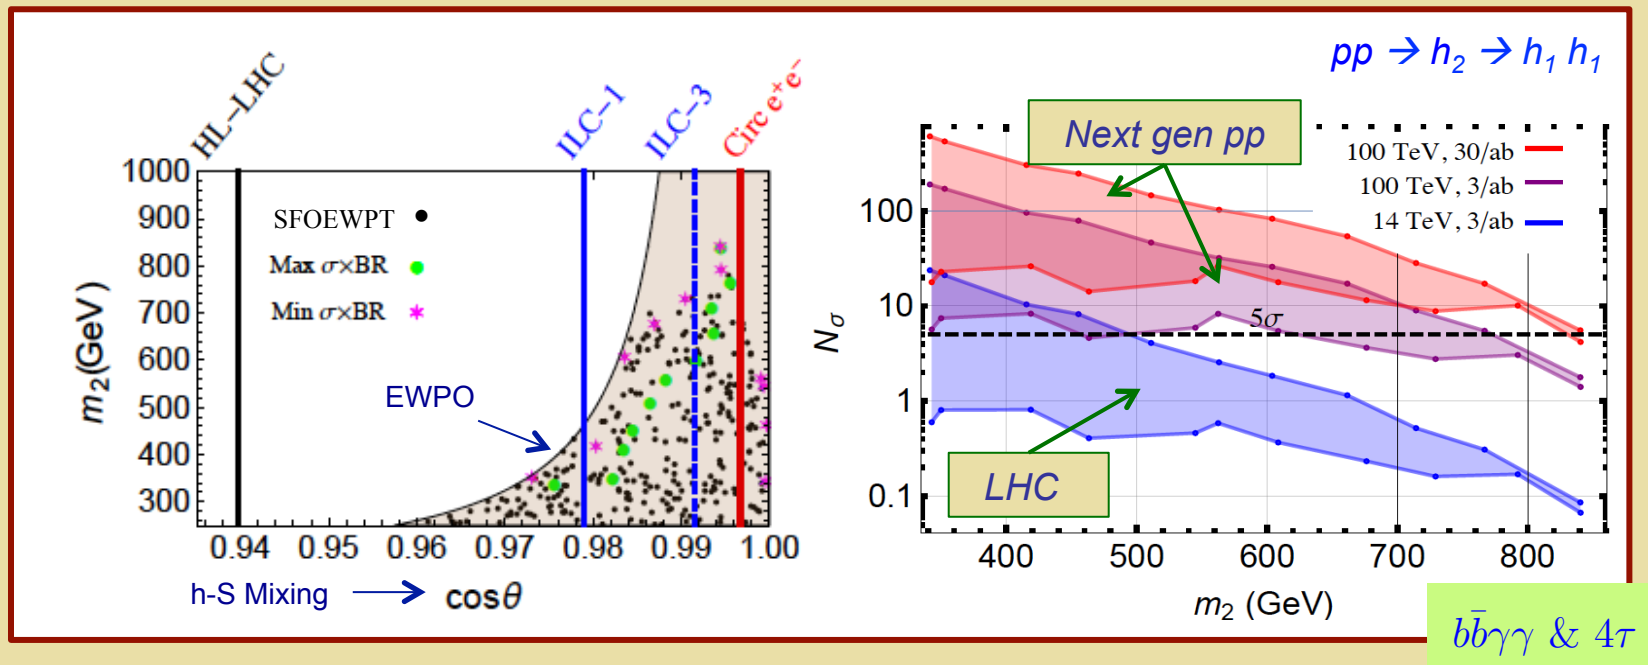 HL–LHC
ILC–1
ILC–3
Circ e⁺e⁻
1000
900
800
700
600
500
400
300
m₂(GeV)
SFOEWPT
Max σ×BR
Min σ×BR
EWPO
0.94 0.95 0.96 0.97 0.98 0.99 1.00
h-S Mixing
cosθ
pp → h₂ → h₁ h₁
Next gen pp
100 TeV, 30/ab
100 TeV, 3/ab
14 TeV, 3/ab
100
10
1
0.1
N_σ
5σ
LHC
400 500 600 700 800
m₂ (GeV)
bb̄γγ & 4τ